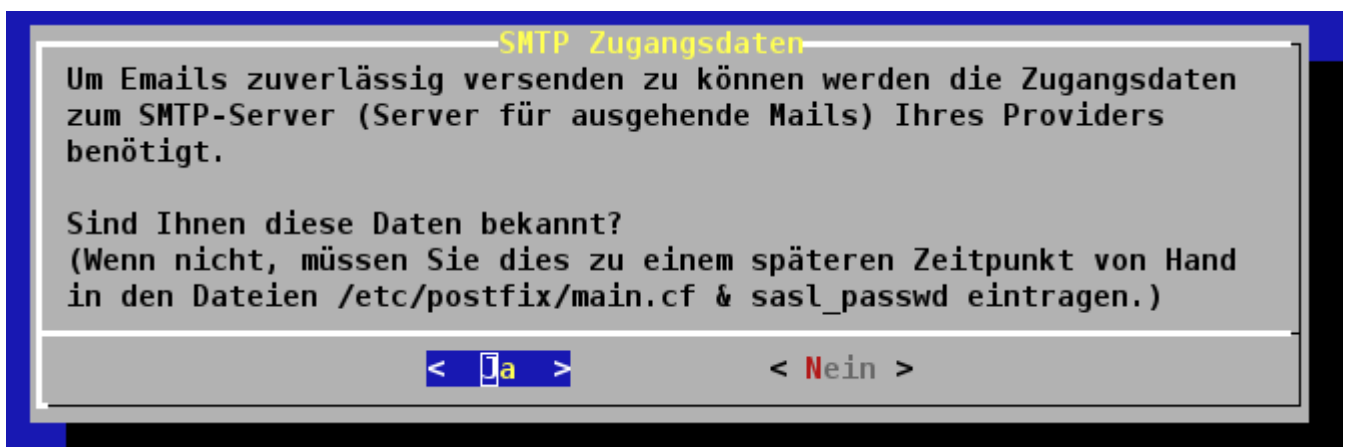 SMTP Zugangsdaten
Um Emails zuverlässig versenden zu können werden die Zugangsdaten
zum SMTP-Server (Server für ausgehende Mails) Ihres Providers
benötigt.
Sind Ihnen diese Daten bekannt?
(Wenn nicht, müssen Sie dies zu einem späteren Zeitpunkt von Hand
in den Dateien /etc/postfix/main.cf & sasl_passwd eintragen.)
< Ja > < Nein >